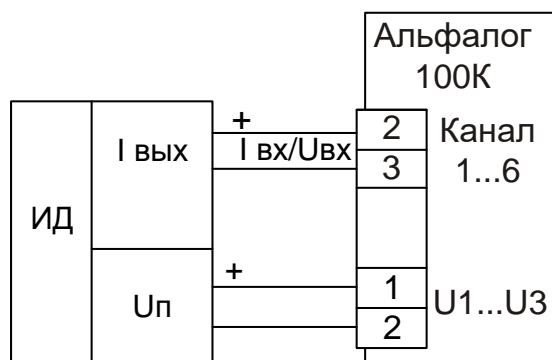 Альфалог
100К
+
2
Канал
I вых
I вх/Uвх
3
1...6
ИД
+
1
Uп
U1...U3
2